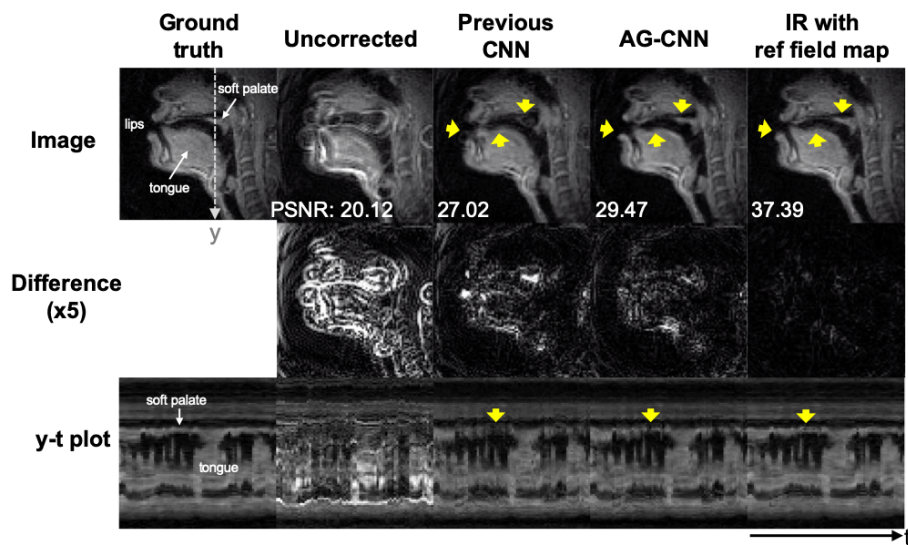 Ground
truth
Uncorrected
Previous
CNN
AG-CNN
IR with
ref field map
Image
soft palate
lips
tongue
y
PSNR: 20.12
27.02
29.47
37.39
Difference
(x5)
y-t plot
soft palate
tongue
t